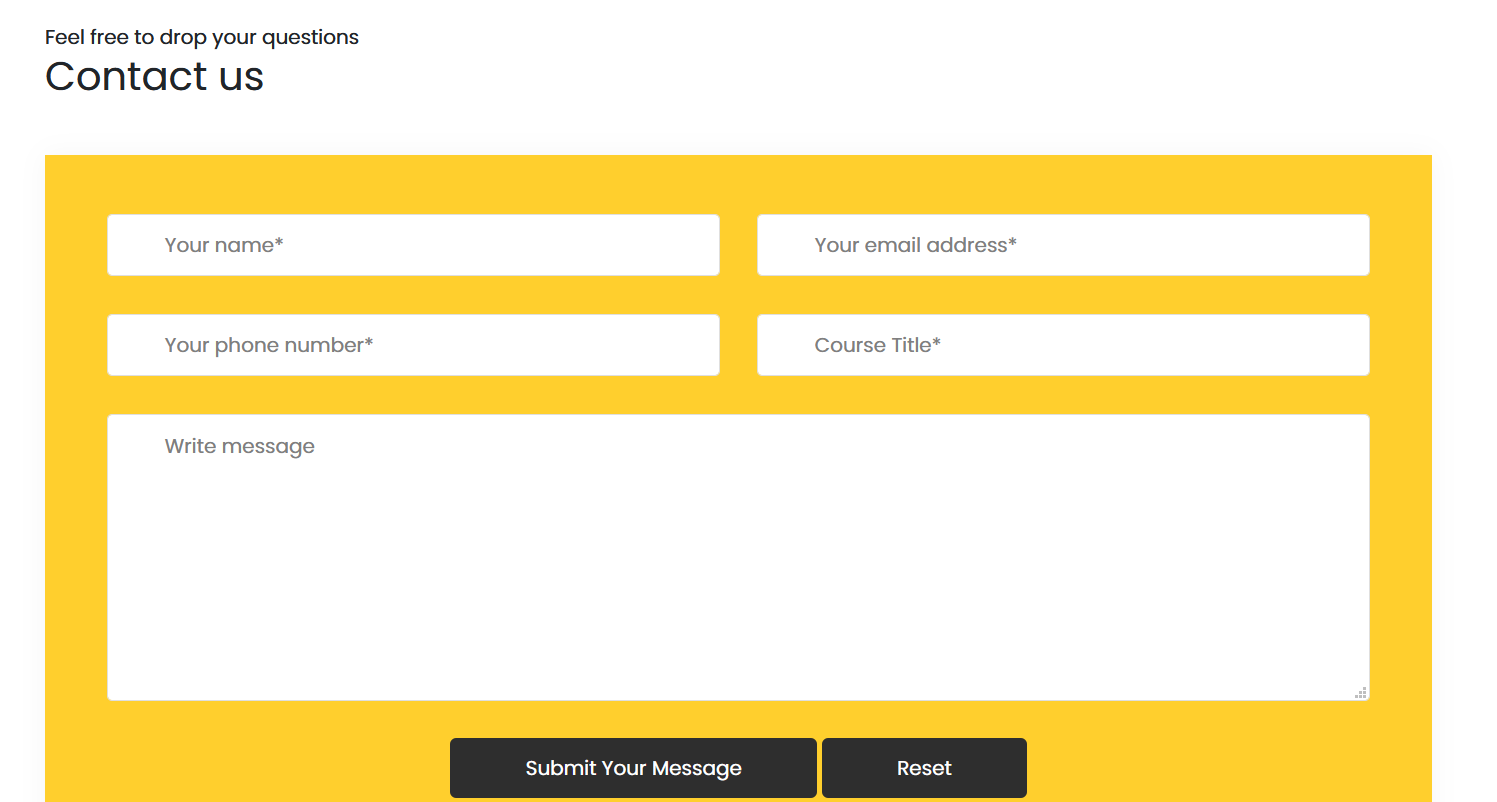 Feel free to drop your questions
Contact us
Your name*
Your email address*
Your phone number*
Course Title*
Write message
Submit Your Message
Reset